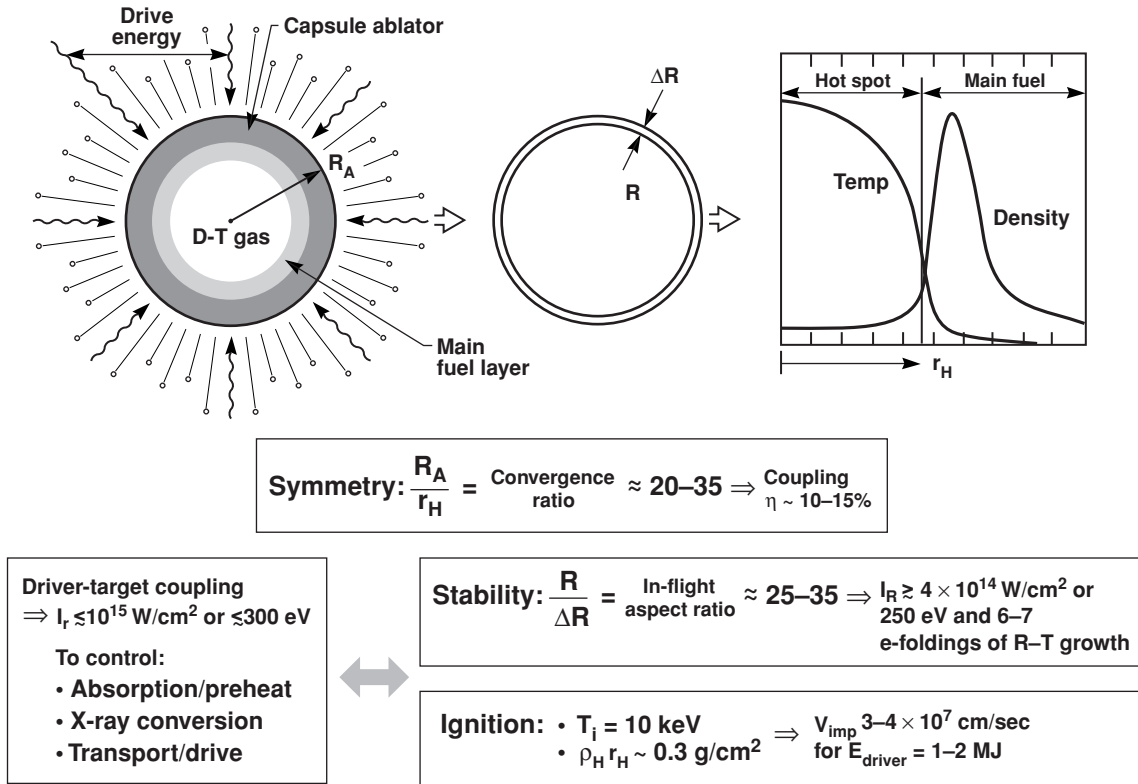 Drive
energy
Capsule ablator
R_A
D-T gas
Main
fuel layer
ΔR
R
Hot spot
Main fuel
Temp
Density
r_H
Symmetry: R_A / r_H = Convergence ratio ≈ 20–35 ⇒ Coupling η ~ 10–15%
Driver-target coupling
⇒ I_r ≲10^15 W/cm^2 or ≲300 eV
To control:
• Absorption/preheat
• X-ray conversion
• Transport/drive
Stability: R / ΔR = In-flight aspect ratio ≈ 25–35 ⇒ I_R ≳ 4 × 10^14 W/cm^2 or
250 eV and 6–7
e-foldings of R–T growth
Ignition: • T_i = 10 keV ⇒ V_imp 3–4 × 10^7 cm/sec
• ρ_H r_H ~ 0.3 g/cm^2 for E_driver = 1–2 MJ